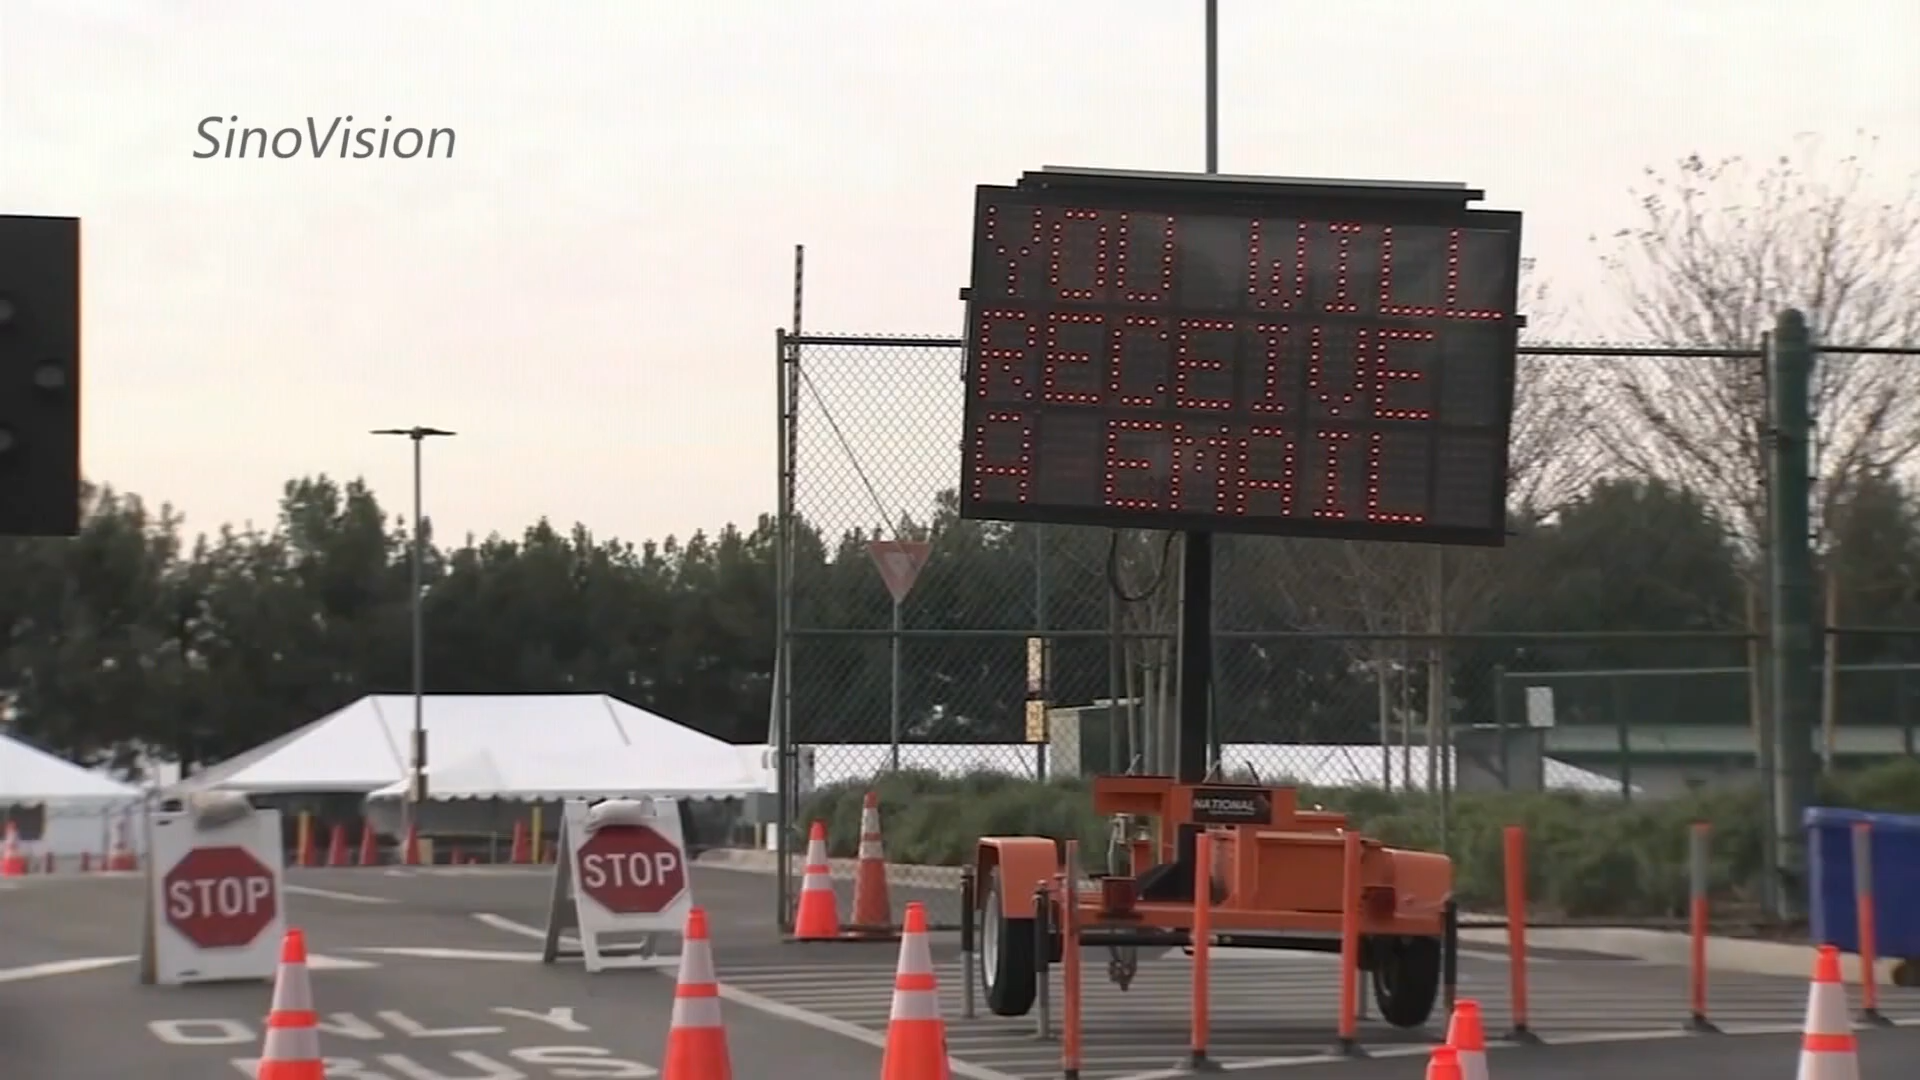 SinoVision
YOU WILL
RECEIVE
A EMAIL
NATIONAL
STOP
STOP
ONLY
BUS